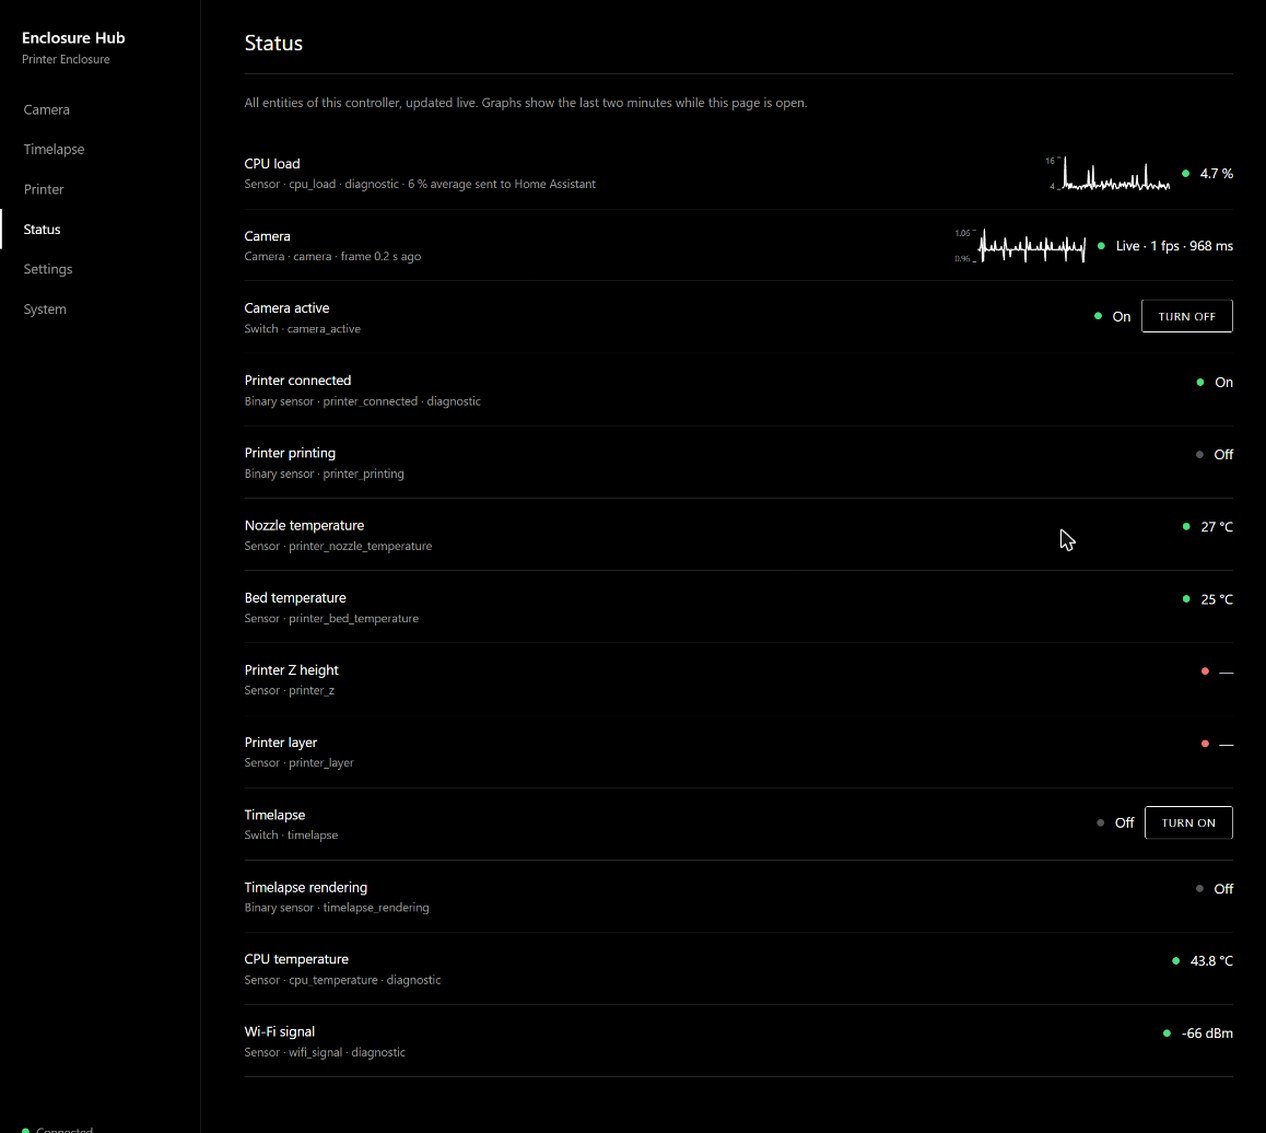 Enclosure Hub
Printer Enclosure
Camera
Timelapse
Printer
Status
Settings
System
Connected
Status
All entities of this controller, updated live. Graphs show the last two minutes while this page is open.
CPU load
Sensor · cpu_load · diagnostic · 6 % average sent to Home Assistant
16
4
4.7 %
Camera
Camera · camera · frame 0.2 s ago
1.05
0.96
Live · 1 fps · 968 ms
Camera active
Switch · camera_active
On
TURN OFF
Printer connected
Binary sensor · printer_connected · diagnostic
On
Printer printing
Binary sensor · printer_printing
Off
Nozzle temperature
Sensor · printer_nozzle_temperature
27 °C
Bed temperature
Sensor · printer_bed_temperature
25 °C
Printer Z height
Sensor · printer_z
—
Printer layer
Sensor · printer_layer
—
Timelapse
Switch · timelapse
Off
TURN ON
Timelapse rendering
Binary sensor · timelapse_rendering
Off
CPU temperature
Sensor · cpu_temperature · diagnostic
43.8 °C
Wi-Fi signal
Sensor · wifi_signal · diagnostic
-66 dBm